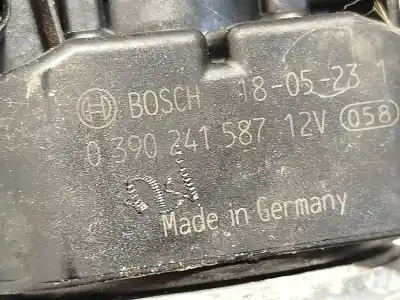 BOSCH 18-05-23 1
0 390 241 587 12V 058
Made in Germany